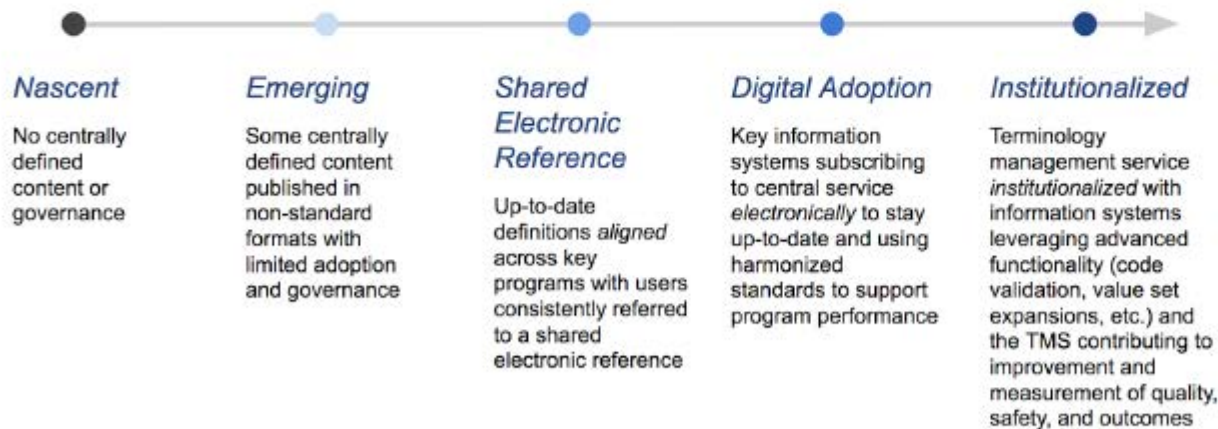 Nascent
No centrally
defined
content or
governance
Emerging
Some centrally
defined content
published in
non-standard
formats with
limited adoption
and governance
Shared
Electronic
Reference
Up-to-date
definitions aligned
across key
programs with users
consistently referred
to a shared
electronic reference
Digital Adoption
Key information
systems subscribing
to central service
electronically to stay
up-to-date and using
harmonized
standards to support
program performance
Institutionalized
Terminology
management service
institutionalized with
information systems
leveraging advanced
functionality (code
validation, value set
expansions, etc.) and
the TMS contributing to
improvement and
measurement of quality,
safety, and outcomes